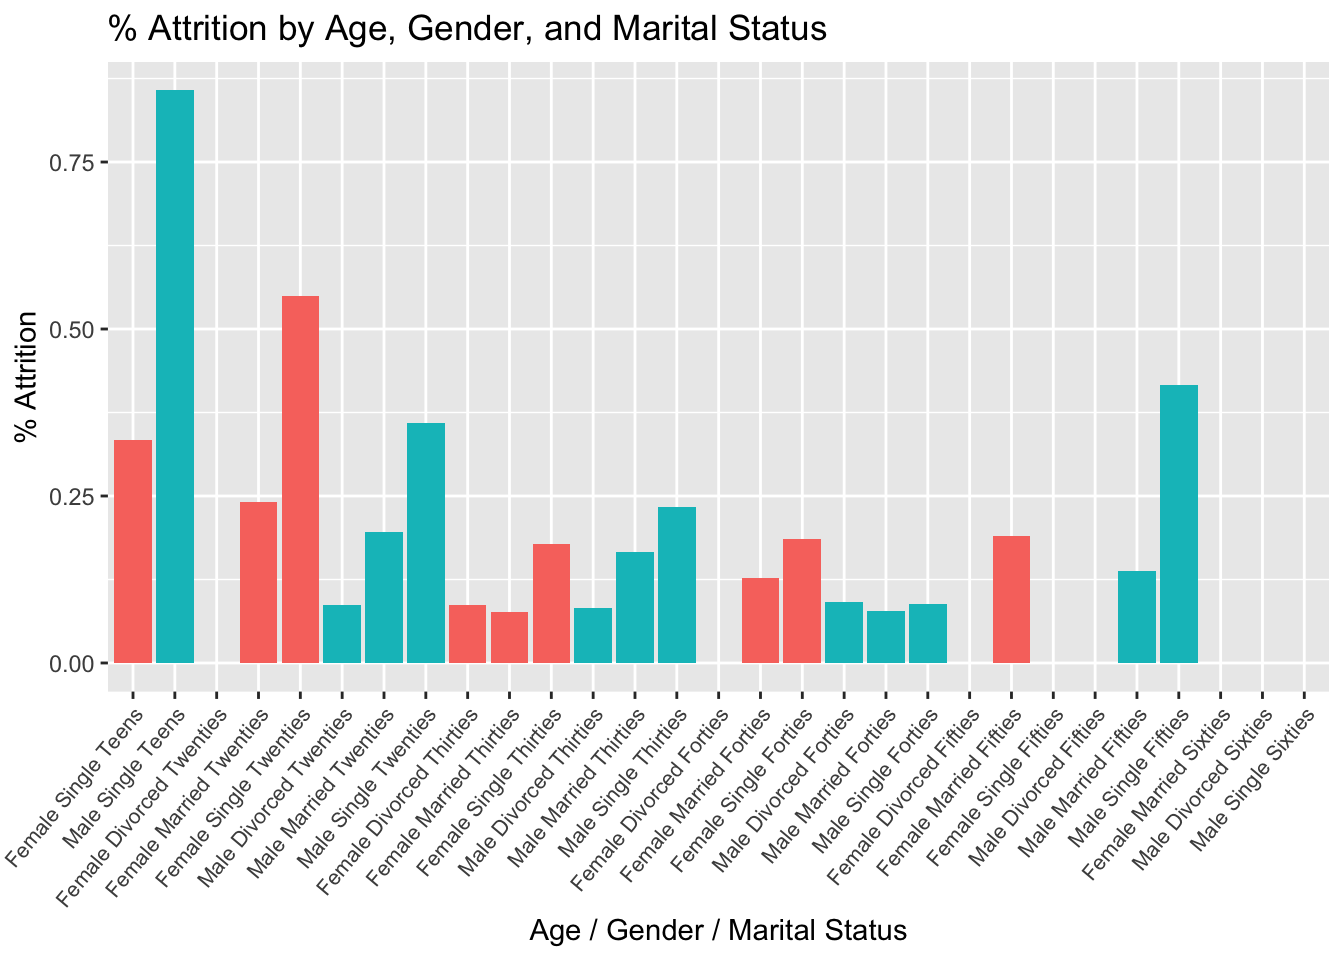 % Attrition by Age, Gender, and Marital Status
% Attrition
0.75
0.50
0.25
0.00
Female Single Teens
Male Single Teens
Female Divorced Twenties
Female Married Twenties
Female Single Twenties
Male Divorced Twenties
Male Married Twenties
Male Single Twenties
Female Divorced Thirties
Female Married Thirties
Female Single Thirties
Male Divorced Thirties
Male Married Thirties
Male Single Thirties
Female Divorced Forties
Female Married Forties
Female Single Forties
Male Divorced Forties
Male Married Forties
Male Single Forties
Female Divorced Fifties
Female Married Fifties
Female Single Fifties
Male Divorced Fifties
Male Married Fifties
Male Single Fifties
Female Married Sixties
Male Divorced Sixties
Male Single Sixties
Age / Gender / Marital Status